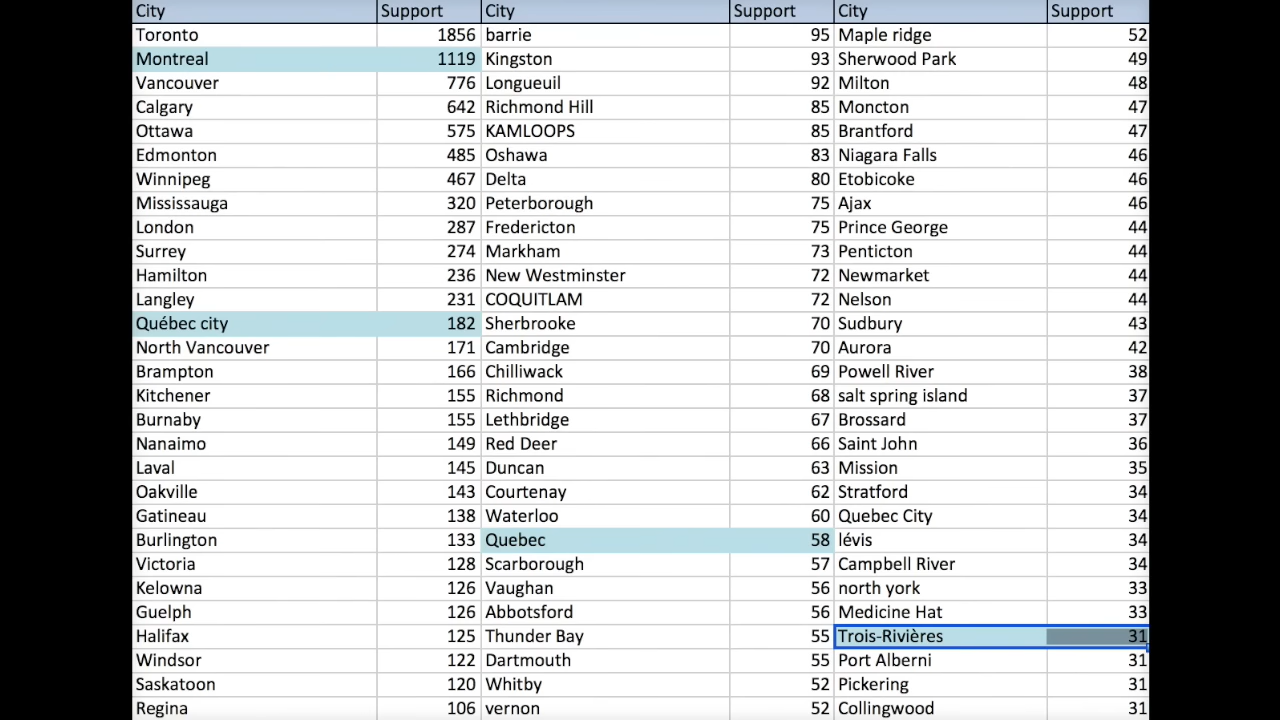 City Support City Support City Support
Toronto 1856 barrie 95 Maple ridge 52
Montreal 1119 Kingston 93 Sherwood Park 49
Vancouver 776 Longueuil 92 Milton 48
Calgary 642 Richmond Hill 85 Moncton 47
Ottawa 575 KAMLOOPS 85 Brantford 47
Edmonton 485 Oshawa 83 Niagara Falls 46
Winnipeg 467 Delta 80 Etobicoke 46
Mississauga 320 Peterborough 75 Ajax 46
London 287 Fredericton 75 Prince George 44
Surrey 274 Markham 73 Penticton 44
Hamilton 236 New Westminster 72 Newmarket 44
Langley 231 COQUITLAM 72 Nelson 44
Québec city 182 Sherbrooke 70 Sudbury 43
North Vancouver 171 Cambridge 70 Aurora 42
Brampton 166 Chilliwack 69 Powell River 38
Kitchener 155 Richmond 68 salt spring island 37
Burnaby 155 Lethbridge 67 Brossard 37
Nanaimo 149 Red Deer 66 Saint John 36
Laval 145 Duncan 63 Mission 35
Oakville 143 Courtenay 62 Stratford 34
Gatineau 138 Waterloo 60 Quebec City 34
Burlington 133 Quebec 58 lévis 34
Victoria 128 Scarborough 57 Campbell River 34
Kelowna 126 Vaughan 56 north york 33
Guelph 126 Abbotsford 56 Medicine Hat 33
Halifax 125 Thunder Bay 55 Trois-Rivières 31
Windsor 122 Dartmouth 55 Port Alberni 31
Saskatoon 120 Whitby 52 Pickering 31
Regina 106 vernon 52 Collingwood 31